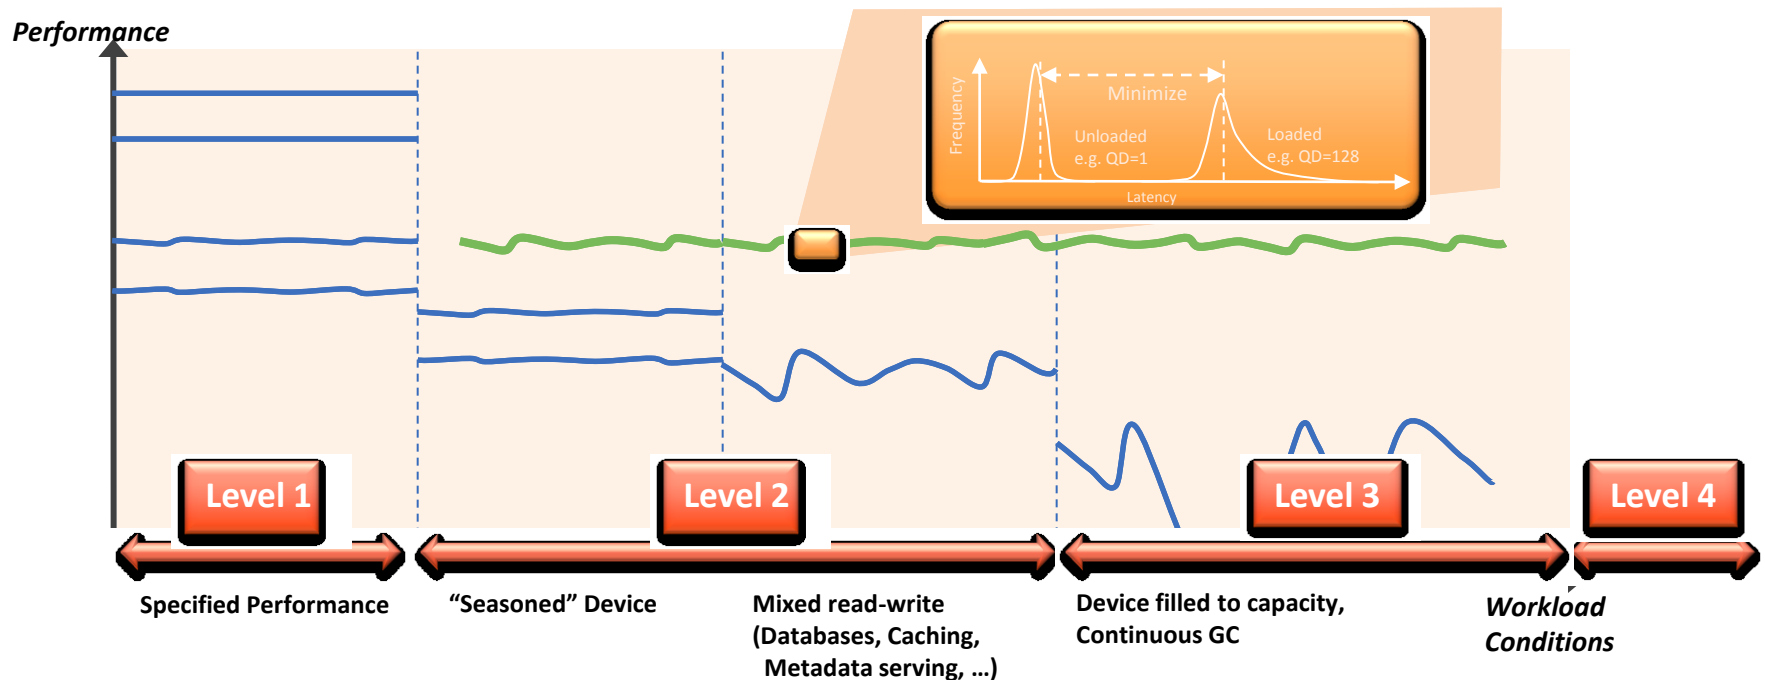 Performance
Frequency
Minimize
Unloaded
e.g. QD=1
Loaded
e.g. QD=128
Latency
Level 1
Level 2
Level 3
Level 4
Specified Performance
“Seasoned” Device
Mixed read-write
(Databases, Caching,
Metadata serving, ...)
Device filled to capacity,
Continuous GC
Workload
Conditions